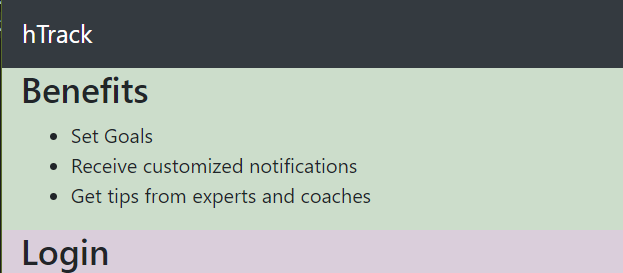 hTrack
Benefits
Set Goals
Receive customized notifications
Get tips from experts and coaches
Login